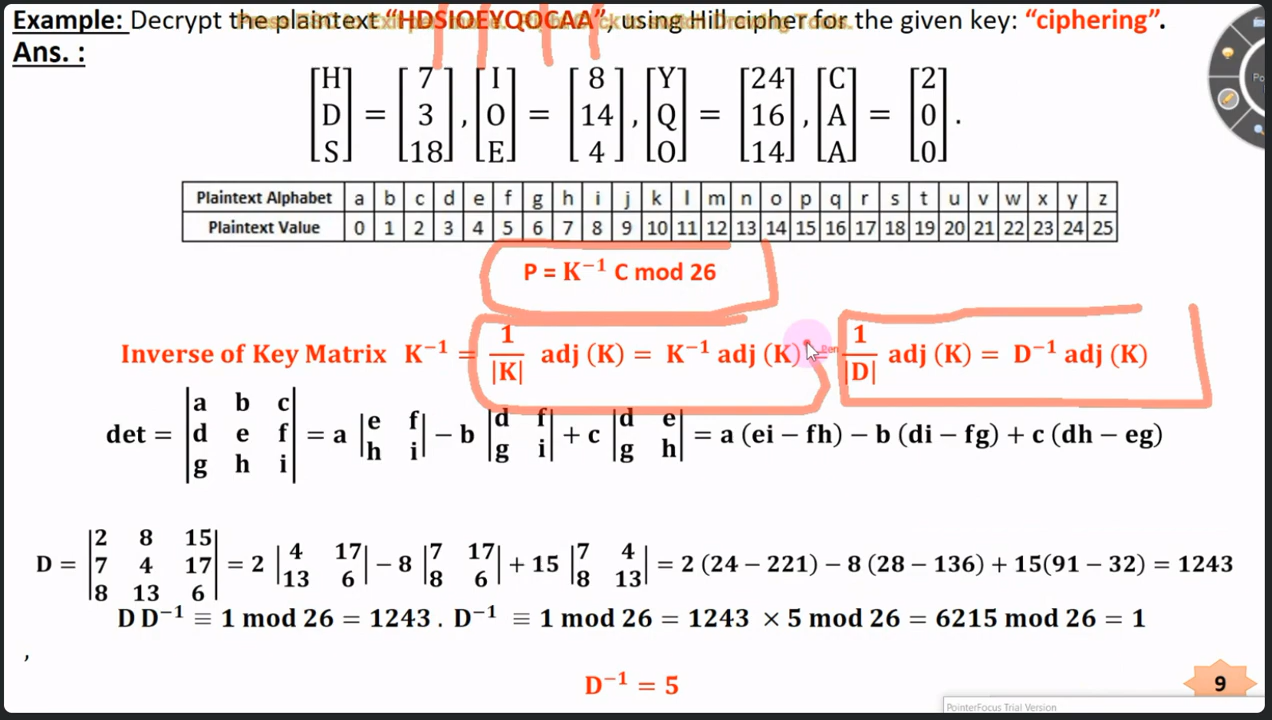 Example: Decrypt the plaintext "HDSIOEYQOCAA", using Hill cipher for the given key: "ciphering".
Ans. :
[H D S] = [7 3 18], [I O E] = [8 14 4], [Y Q O] = [24 16 14], [C A A] = [2 0 0].
Plaintext Alphabet a b c d e f g h i j k l m n o p q r s t u v w x y z
Plaintext Value 0 1 2 3 4 5 6 7 8 9 10 11 12 13 14 15 16 17 18 19 20 21 22 23 24 25
P = K⁻¹ C mod 26
Inverse of Key Matrix K⁻¹ = 1/|K| adj (K) = K⁻¹ adj (K) = 1/|D| adj (K) = D⁻¹ adj (K)
det = |a b c; d e f; g h i| = a |e f; h i| − b |d f; g i| + c |d e; g h| = a (ei − fh) − b (di − fg) + c (dh − eg)
D = |2 8 15; 7 4 17; 8 13 6| = 2 |4 17; 13 6| − 8 |7 17; 8 6| + 15 |7 4; 8 13| = 2 (24 − 221) − 8 (28 − 136) + 15(91 − 32) = 1243
D D⁻¹ ≡ 1 mod 26 = 1243 . D⁻¹ ≡ 1 mod 26 = 1243 × 5 mod 26 = 6215 mod 26 = 1
,
D⁻¹ = 5
9
PointerFocus Trial Version